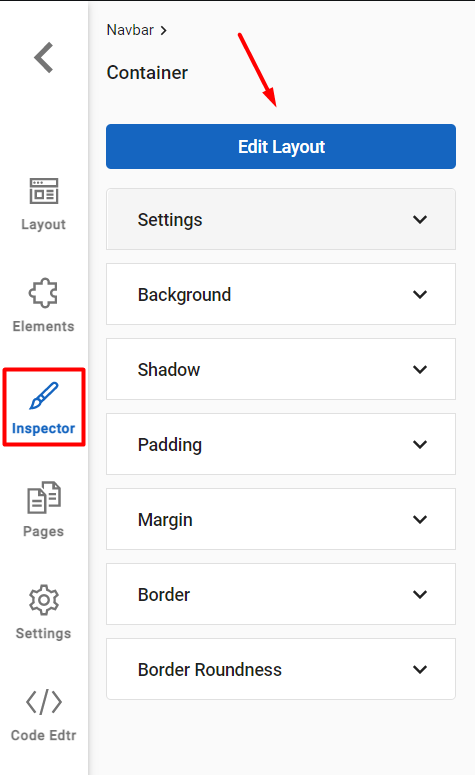 Navbar >
Container
Edit Layout
Settings
Background
Shadow
Padding
Margin
Border
Border Roundness
Layout
Elements
Inspector
Pages
Settings
Code Edtr